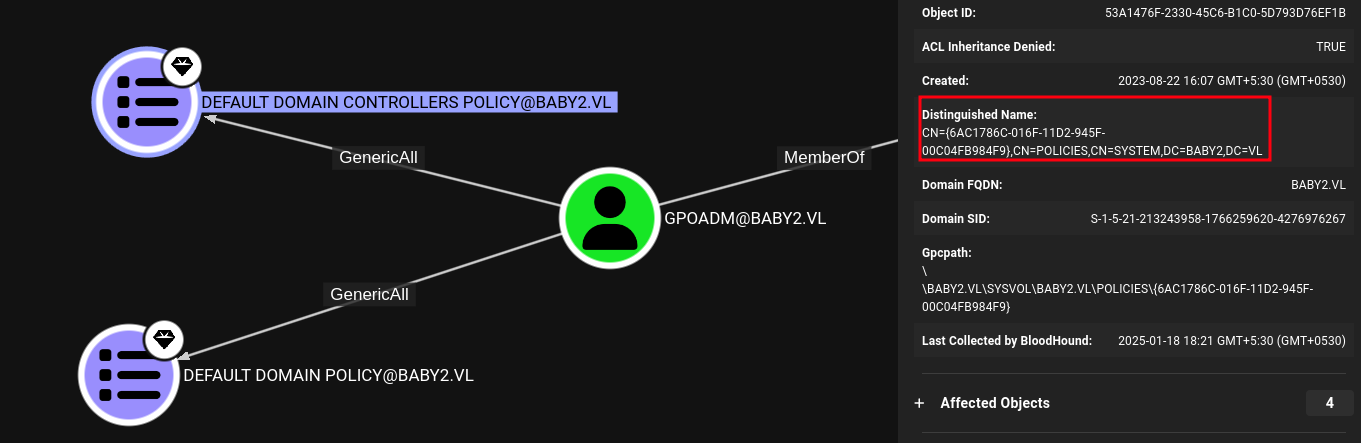 DEFAULT DOMAIN CONTROLLERS POLICY@BABY2.VL
GenericAll
MemberOf
GPOADM@BABY2.VL
GenericAll
DEFAULT DOMAIN POLICY@BABY2.VL
Object ID: 53A1476F-2330-45C6-B1C0-5D793D76EF1B
ACL Inheritance Denied: TRUE
Created: 2023-08-22 16:07 GMT+5:30 (GMT+0530)
Distinguished Name:
CN={6AC1786C-016F-11D2-945F-
00C04FB984F9},CN=POLICIES,CN=SYSTEM,DC=BABY2,DC=VL
Domain FQDN: BABY2.VL
Domain SID: S-1-5-21-213243958-1766259620-4276976267
Gpcpath:
\
\BABY2.VL\SYSVOL\BABY2.VL\POLICIES\{6AC1786C-016F-11D2-945F-
00C04FB984F9}
Last Collected by BloodHound: 2025-01-18 18:21 GMT+5:30 (GMT+0530)
+ Affected Objects 4